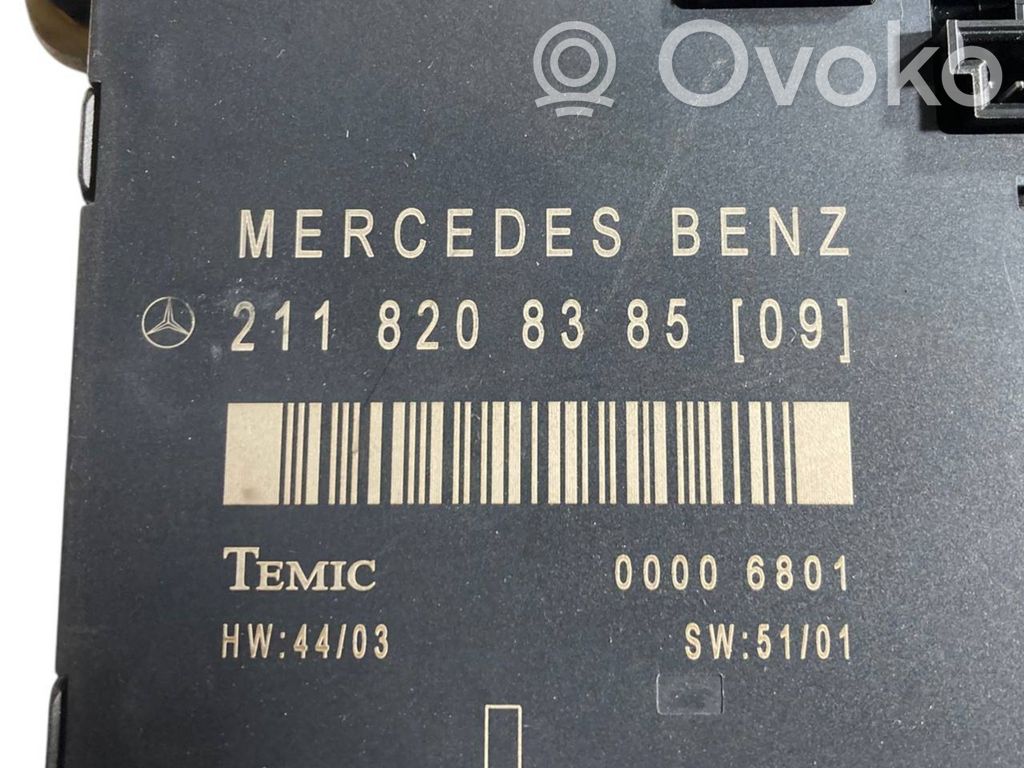 Ovoko
MERCEDES BENZ
211 820 83 85 [09]
TEMIC 0000 6801
HW:44/03 SW:51/01